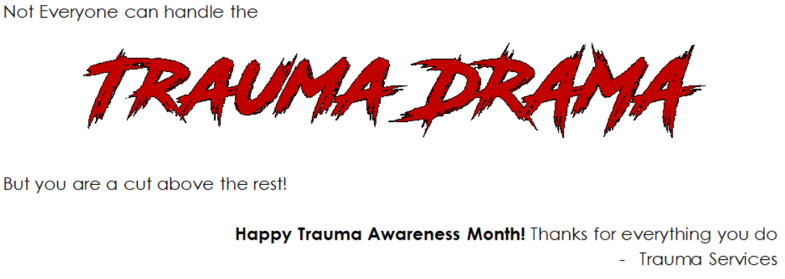 Not Everyone can handle the
TRAUMA DRAMA
But you are a cut above the rest!
Happy Trauma Awareness Month! Thanks for everything you do
- Trauma Services